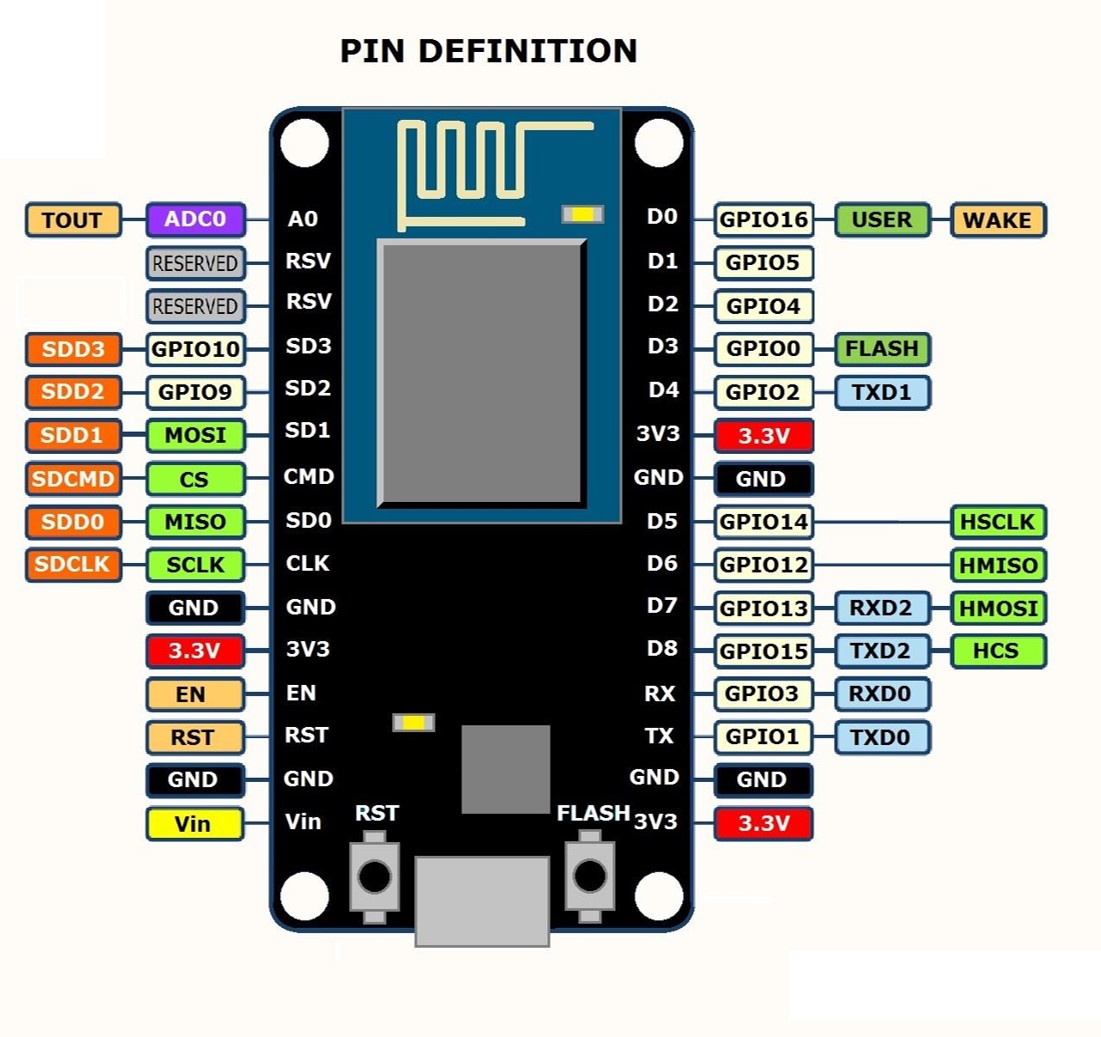 PIN DEFINITION
TOUT ADC0 A0 D0 GPIO16 USER WAKE
RESERVED RSV D1 GPIO5
RESERVED RSV D2 GPIO4
SDD3 GPIO10 SD3 D3 GPIO0 FLASH
SDD2 GPIO9 SD2 D4 GPIO2 TXD1
SDD1 MOSI SD1 3V3 3.3V
SDCMD CS CMD GND GND
SDD0 MISO SD0 D5 GPIO14 HSCLK
SDCLK SCLK CLK D6 GPIO12 HMISO
GND GND D7 GPIO13 RXD2 HMOSI
3.3V 3V3 D8 GPIO15 TXD2 HCS
EN EN RX GPIO3 RXD0
RST RST TX GPIO1 TXD0
GND GND GND GND
Vin Vin RST FLASH 3V3 3.3V